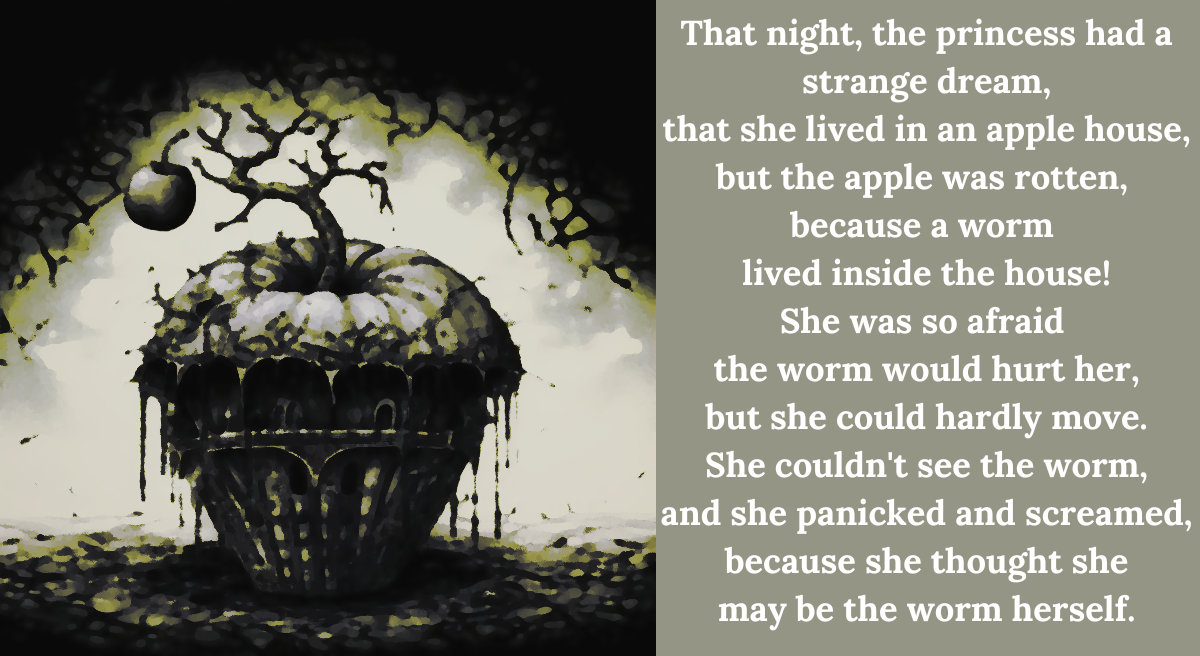 That night, the princess had a
strange dream,
that she lived in an apple house,
but the apple was rotten,
because a worm
lived inside the house!
She was so afraid
the worm would hurt her,
but she could hardly move.
She couldn't see the worm,
and she panicked and screamed,
because she thought she
may be the worm herself.